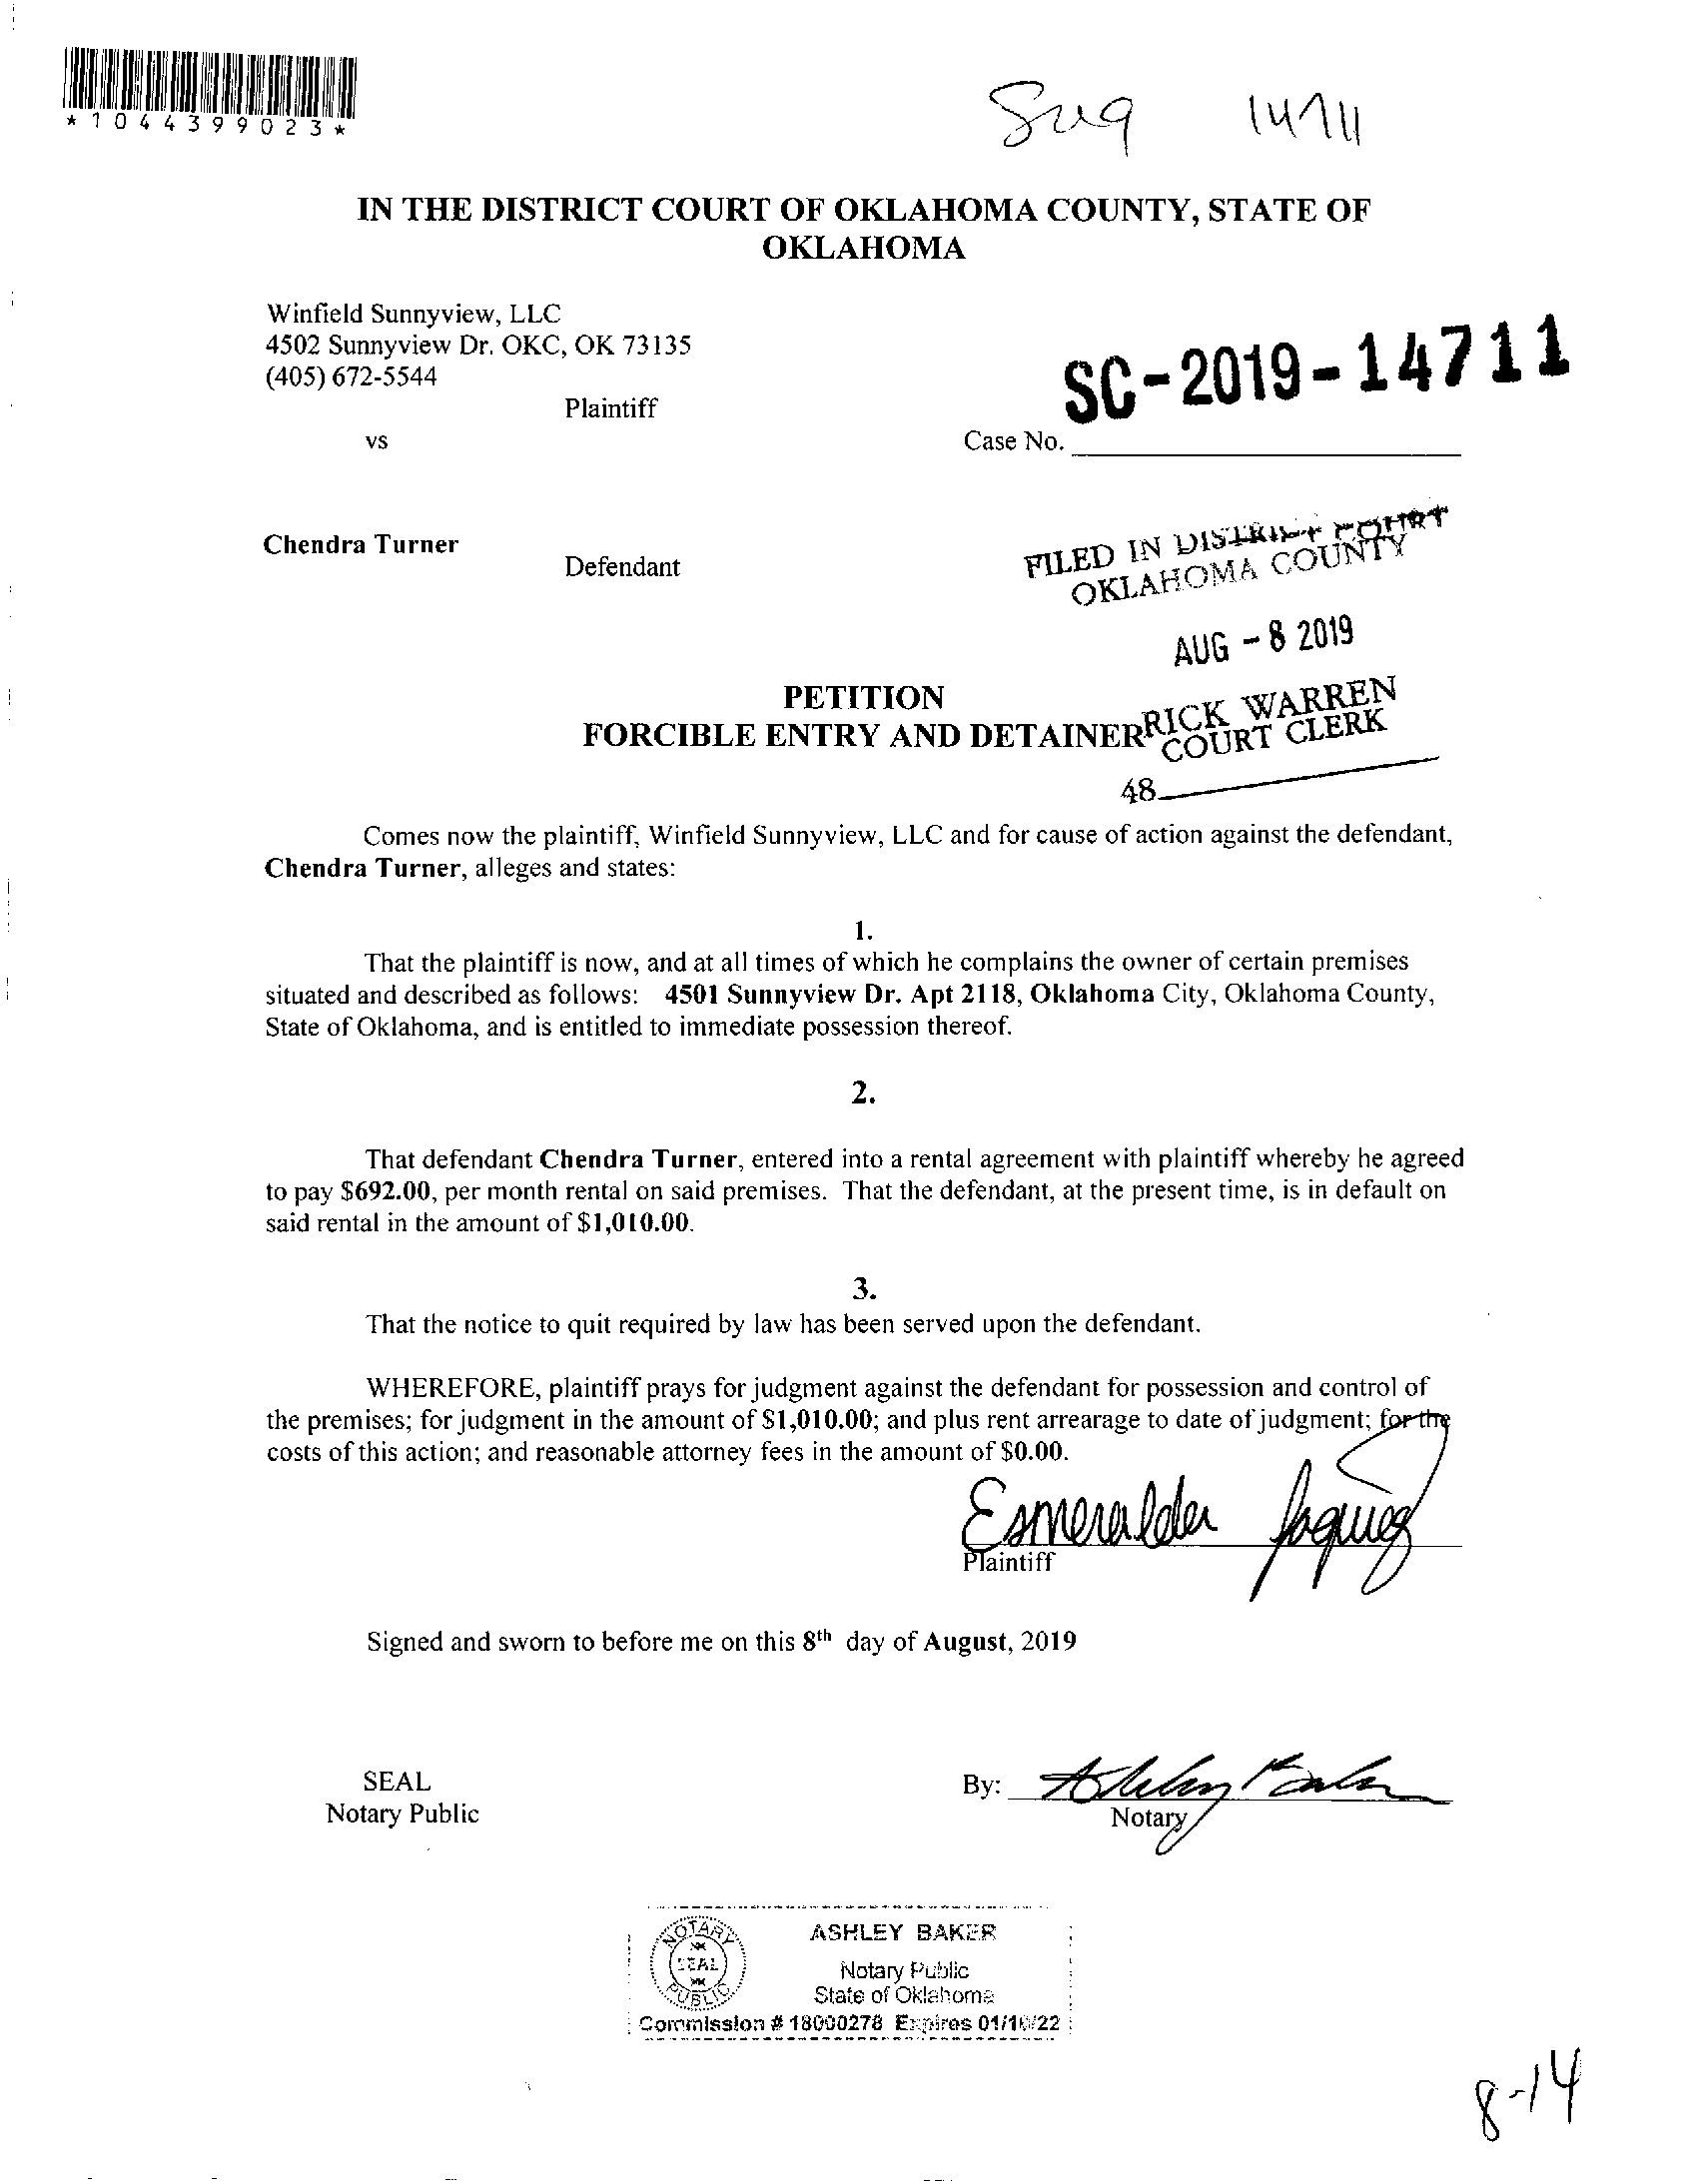 *1044399023*
14711
IN THE DISTRICT COURT OF OKLAHOMA COUNTY, STATE OF
OKLAHOMA
Winfield Sunnyview, LLC
4502 Sunnyview Dr. OKC, OK 73135
(405) 672-5544
Plaintiff
SC-2019-14711
vs
Case No.
Chendra Turner
Defendant
FILED IN DISTRICT COURT
OKLAHOMA COUNTY
AUG - 8 2019
PETITION
FORCIBLE ENTRY AND DETAINER
RICK WARREN
COURT CLERK
48
Comes now the plaintiff, Winfield Sunnyview, LLC and for cause of action against the defendant,
Chendra Turner, alleges and states:
1.
That the plaintiff is now, and at all times of which he complains the owner of certain premises
situated and described as follows: 4501 Sunnyview Dr. Apt 2118, Oklahoma City, Oklahoma County,
State of Oklahoma, and is entitled to immediate possession thereof.
2.
That defendant Chendra Turner, entered into a rental agreement with plaintiff whereby he agreed
to pay $692.00, per month rental on said premises. That the defendant, at the present time, is in default on
said rental in the amount of $1,010.00.
3.
That the notice to quit required by law has been served upon the defendant.
WHEREFORE, plaintiff prays for judgment against the defendant for possession and control of
the premises; for judgment in the amount of $1,010.00; and plus rent arrearage to date of judgment; for the
costs of this action; and reasonable attorney fees in the amount of $0.00.
Esmeralda Jaquez
Plaintiff
Signed and sworn to before me on this 8th day of August, 2019
SEAL
Notary Public
By: Ashley Baker
Notary
NOTARY
SEAL
PUBLIC
ASHLEY BAKER
Notary Public
State of Oklahoma
Commission # 18000278 Expires 01/10/22
8-14